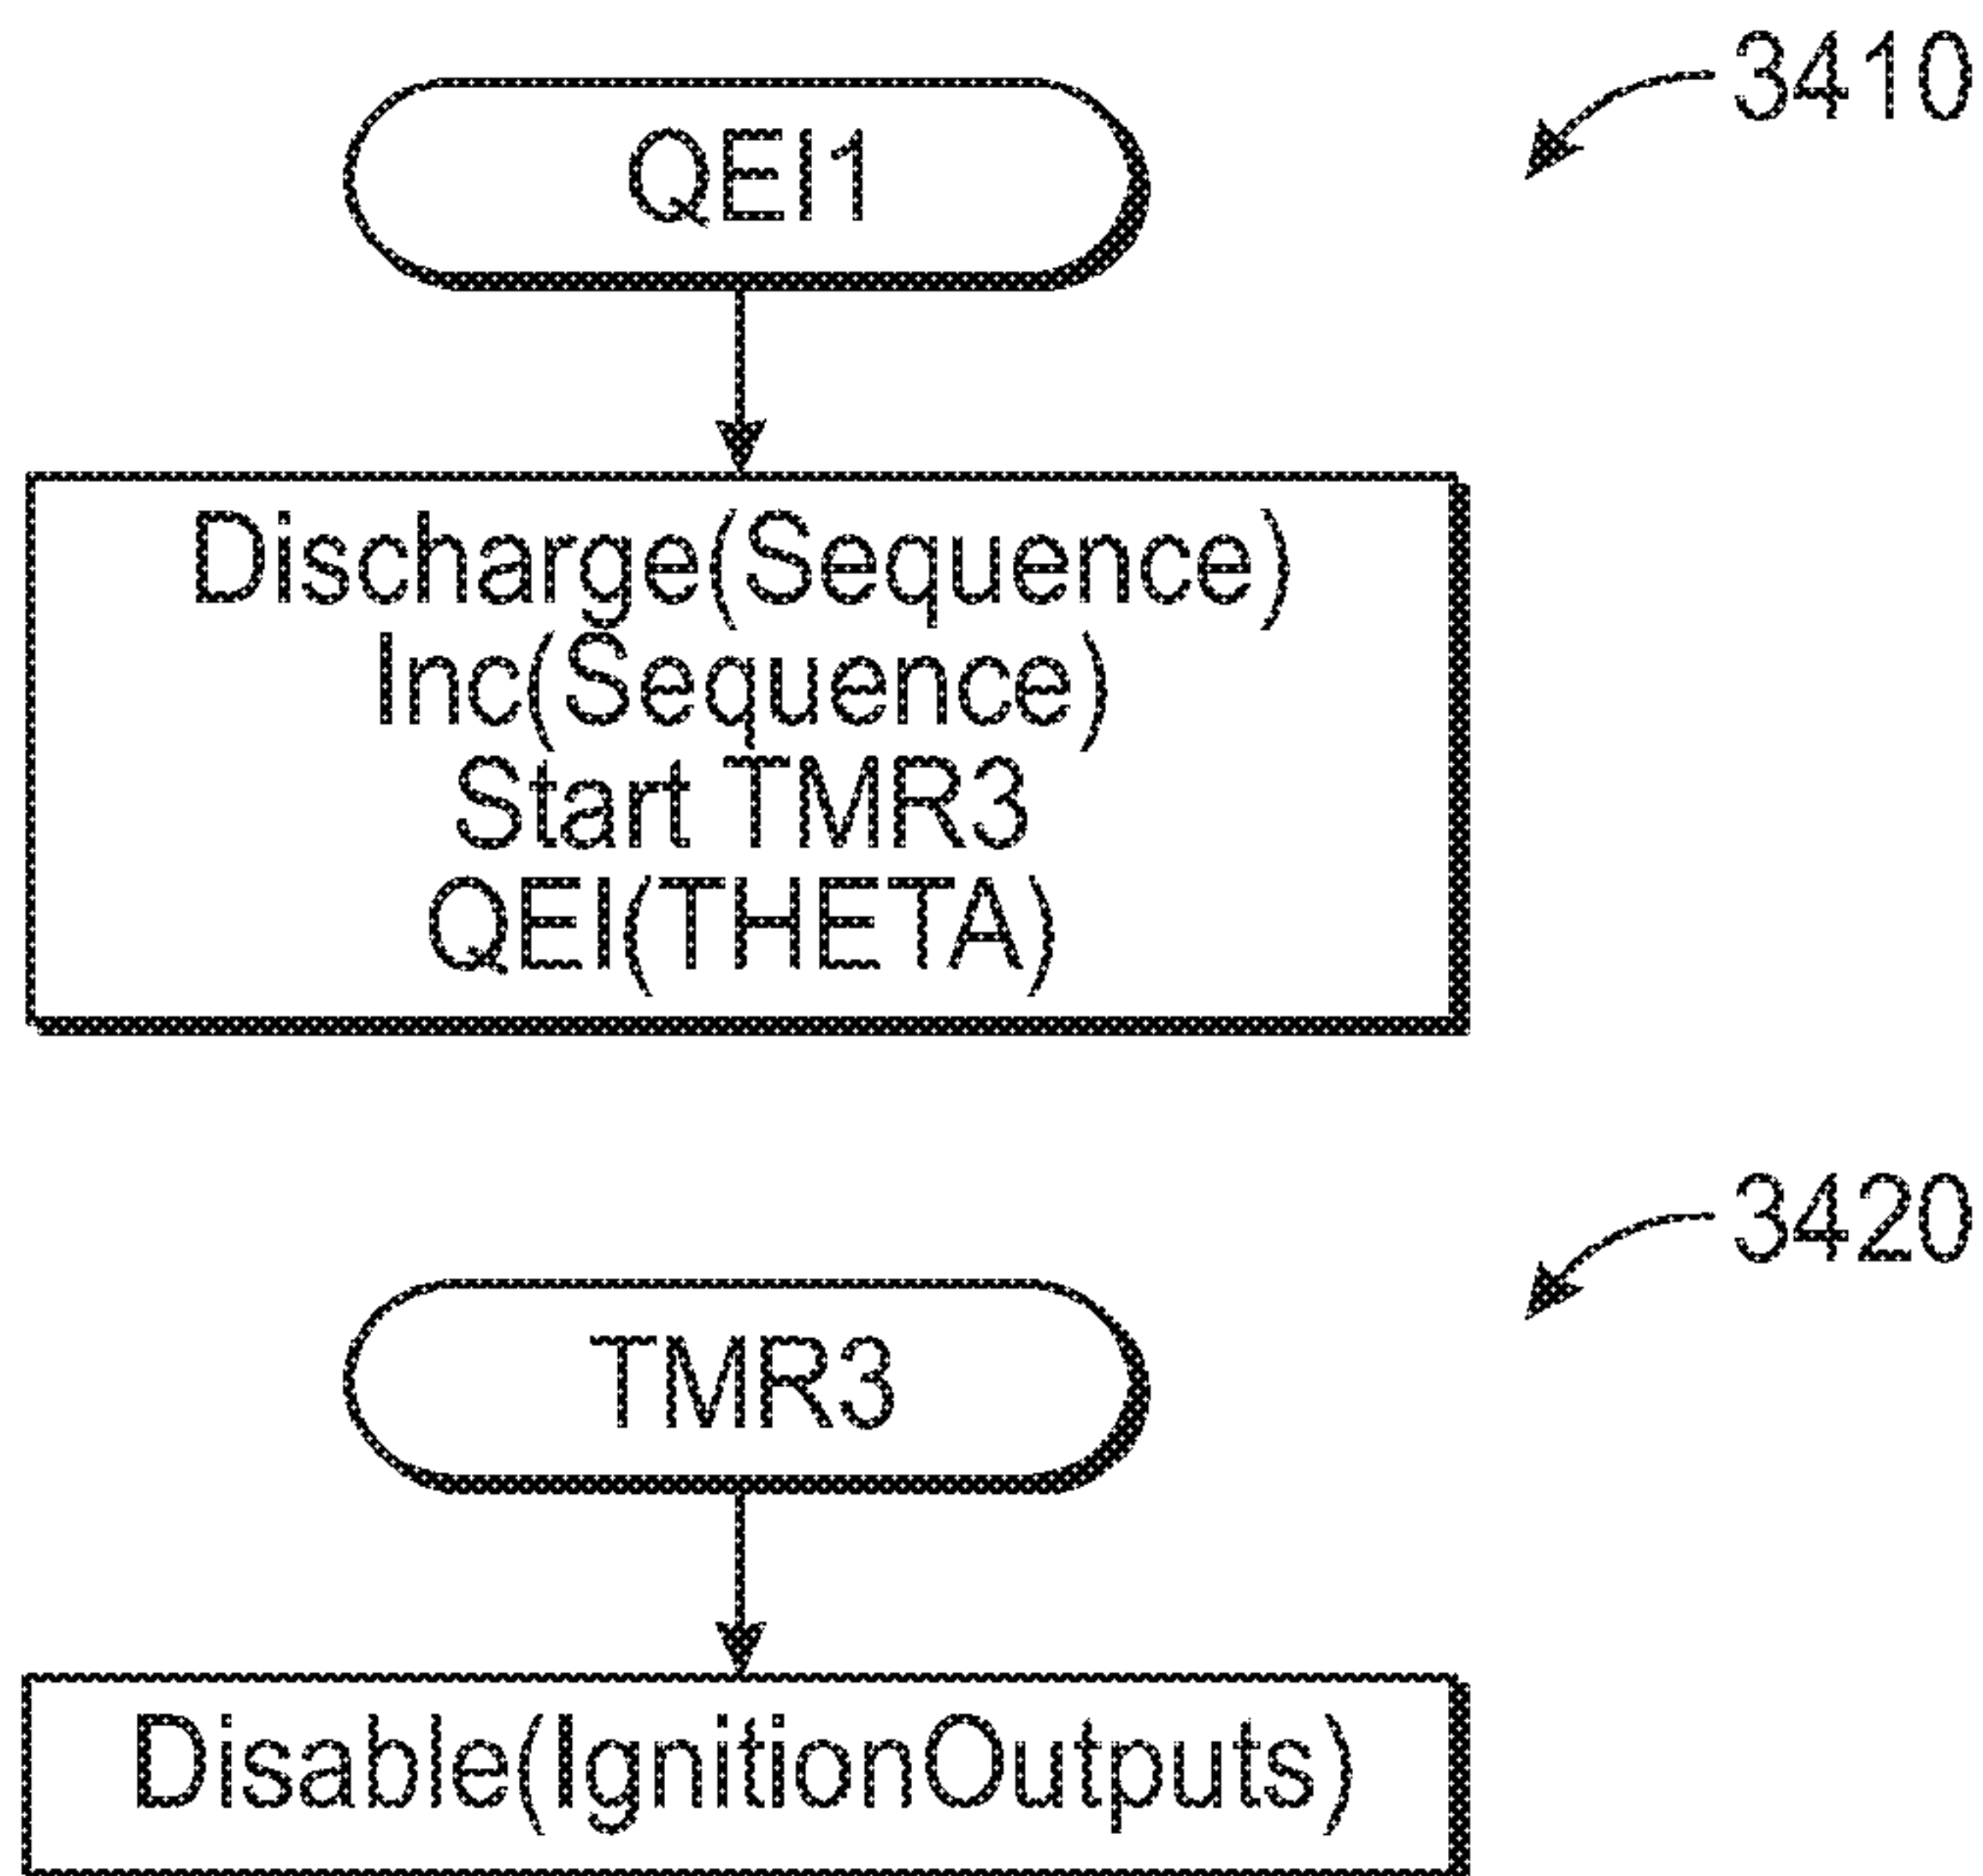 3410
QEI1
Discharge(Sequence)
Inc(Sequence)
Start TMR3
QEI(THETA)
3420
TMR3
Disable(IgnitionOutputs)